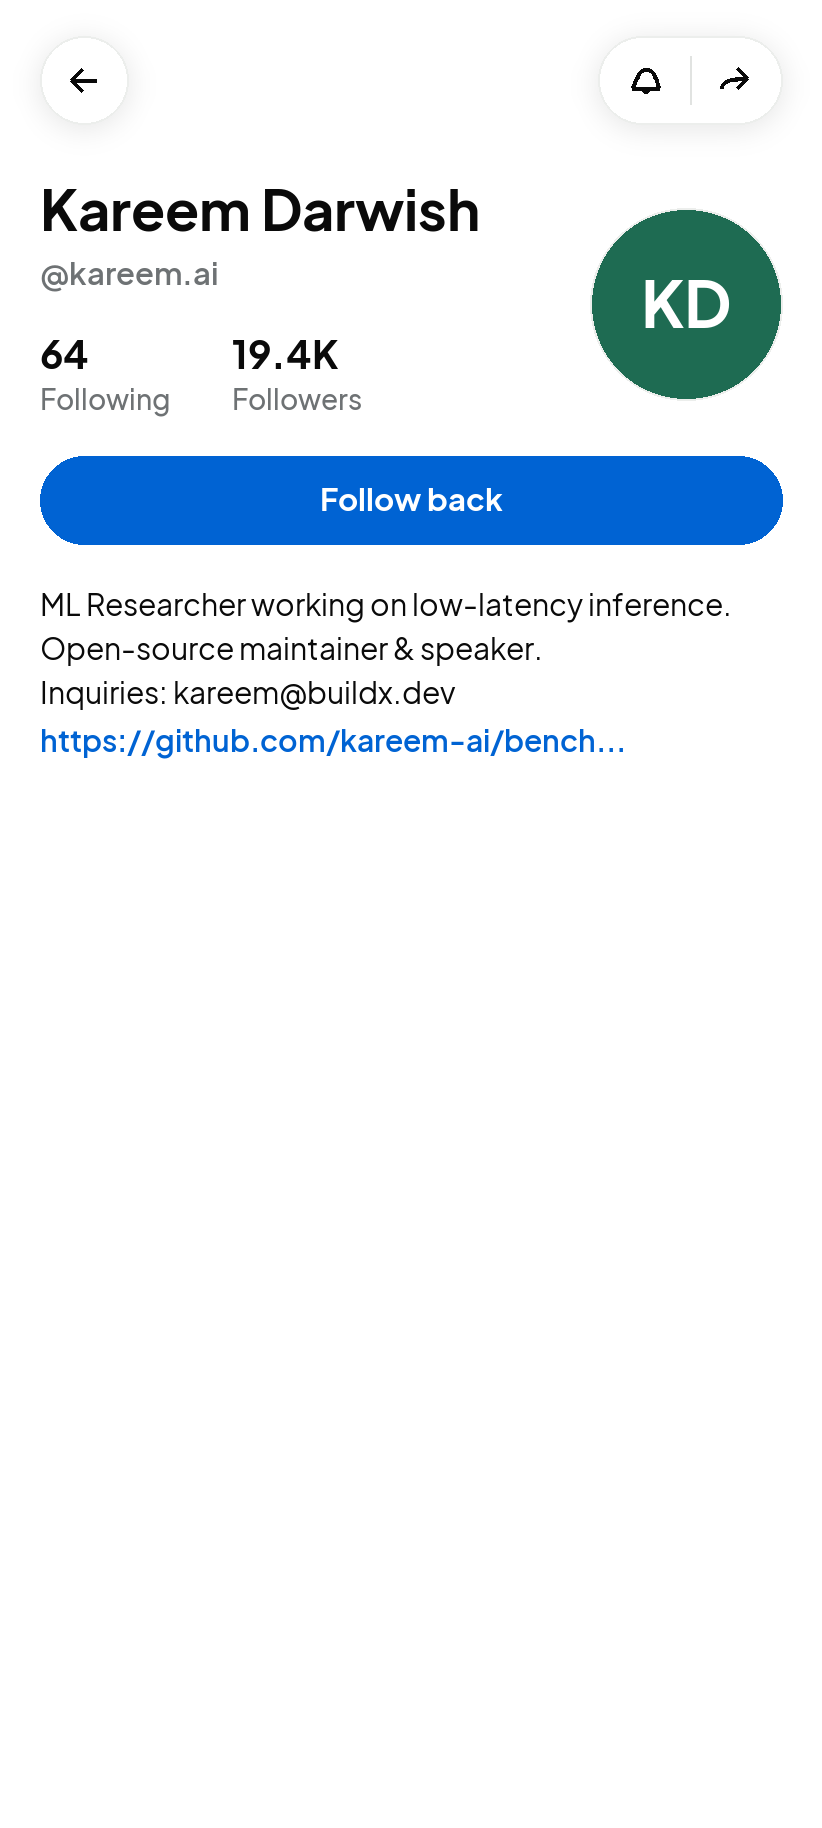 Kareem Darwish
@kareem.ai
64 19.4K
Following Followers
KD
Follow back
ML Researcher working on low-latency inference.
Open-source maintainer & speaker.
Inquiries: kareem@buildx.dev
https://github.com/kareem-ai/bench...